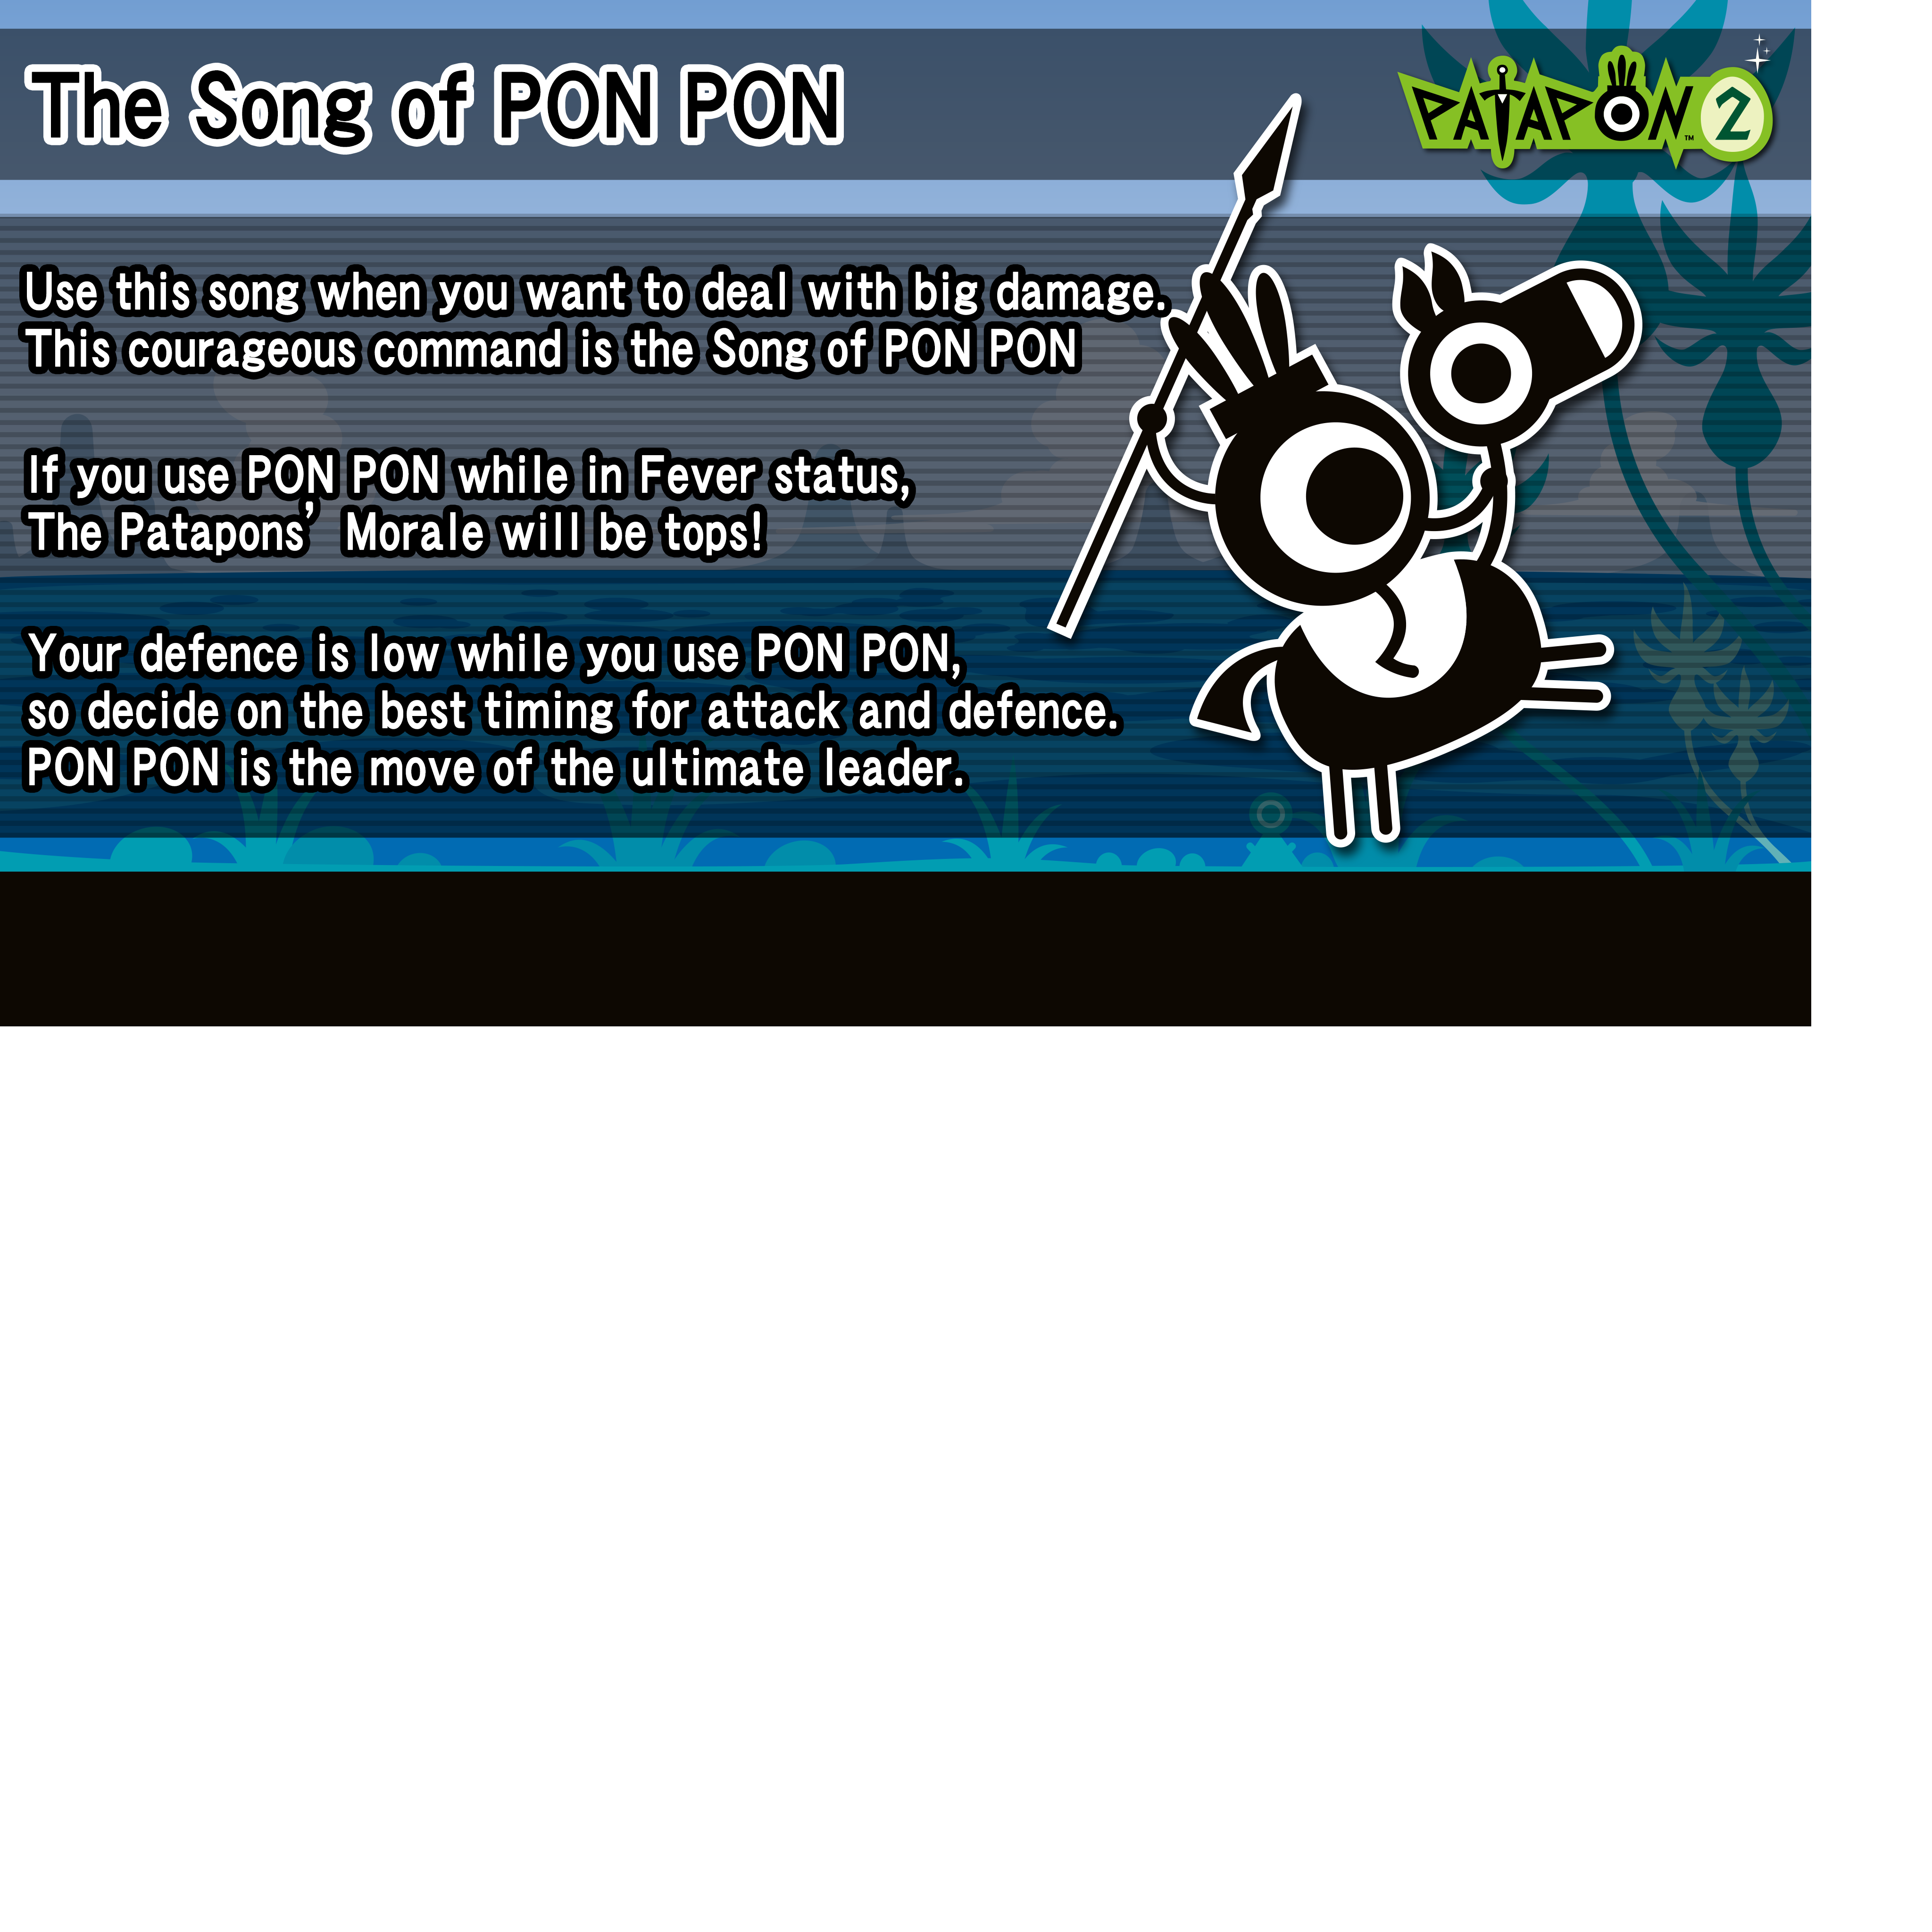 The Song of PON PON
PATAPON™ 2
Use this song when you want to deal with big damage.
This courageous command is the Song of PON PON
If you use PON PON while in Fever status,
The Patapons’ Morale will be tops!
Your defence is low while you use PON PON,
so decide on the best timing for attack and defence.
PON PON is the move of the ultimate leader.